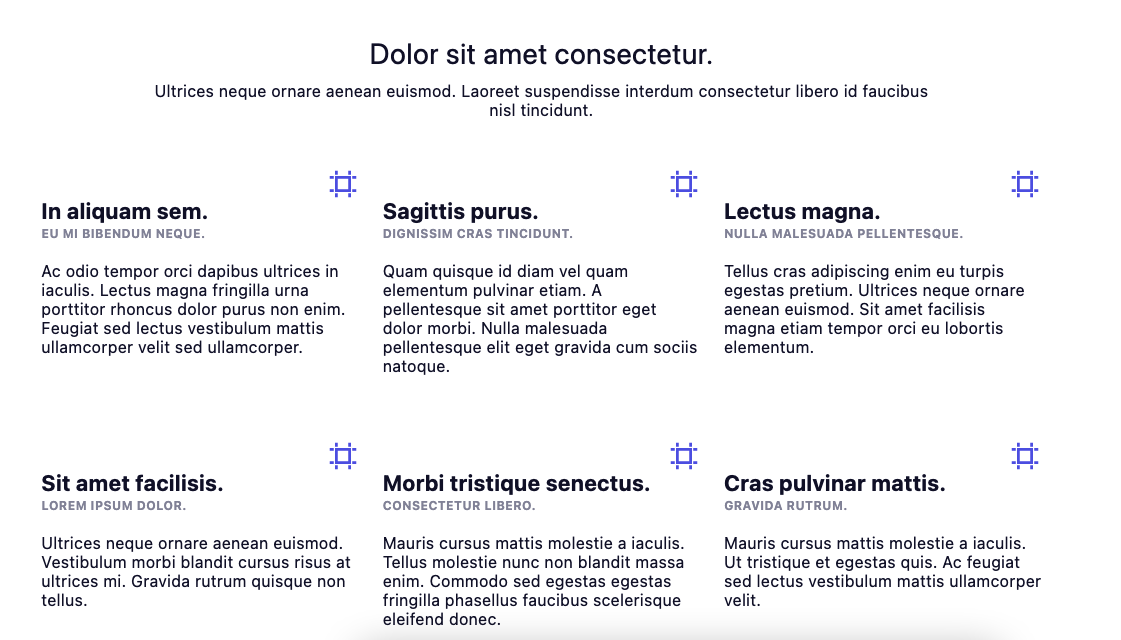 Dolor sit amet consectetur.
Ultrices neque ornare aenean euismod. Laoreet suspendisse interdum consectetur libero id faucibus
nisl tincidunt.
In aliquam sem.
EU MI BIBENDUM NEQUE.
Ac odio tempor orci dapibus ultrices in
iaculis. Lectus magna fringilla urna
porttitor rhoncus dolor purus non enim.
Feugiat sed lectus vestibulum mattis
ullamcorper velit sed ullamcorper.
Sagittis purus.
DIGNISSIM CRAS TINCIDUNT.
Quam quisque id diam vel quam
elementum pulvinar etiam. A
pellentesque sit amet porttitor eget
dolor morbi. Nulla malesuada
pellentesque elit eget gravida cum sociis
natoque.
Lectus magna.
NULLA MALESUADA PELLENTESQUE.
Tellus cras adipiscing enim eu turpis
egestas pretium. Ultrices neque ornare
aenean euismod. Sit amet facilisis
magna etiam tempor orci eu lobortis
elementum.
Sit amet facilisis.
LOREM IPSUM DOLOR.
Ultrices neque ornare aenean euismod.
Vestibulum morbi blandit cursus risus at
ultrices mi. Gravida rutrum quisque non
tellus.
Morbi tristique senectus.
CONSECTETUR LIBERO.
Mauris cursus mattis molestie a iaculis.
Tellus molestie nunc non blandit massa
enim. Commodo sed egestas egestas
fringilla phasellus faucibus scelerisque
eleifend donec.
Cras pulvinar mattis.
GRAVIDA RUTRUM.
Mauris cursus mattis molestie a iaculis.
Ut tristique et egestas quis. Ac feugiat
sed lectus vestibulum mattis ullamcorper
velit.